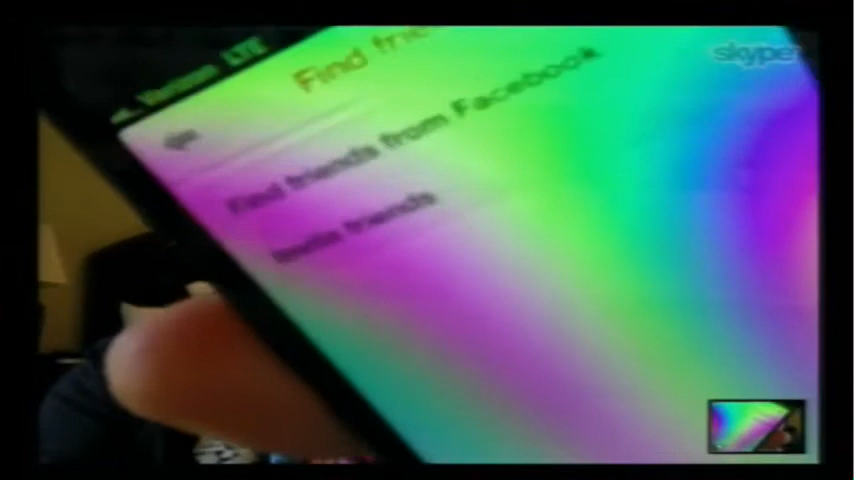 Verizon LTE
Find frie
Find friends from Facebook
Invite friends
skype